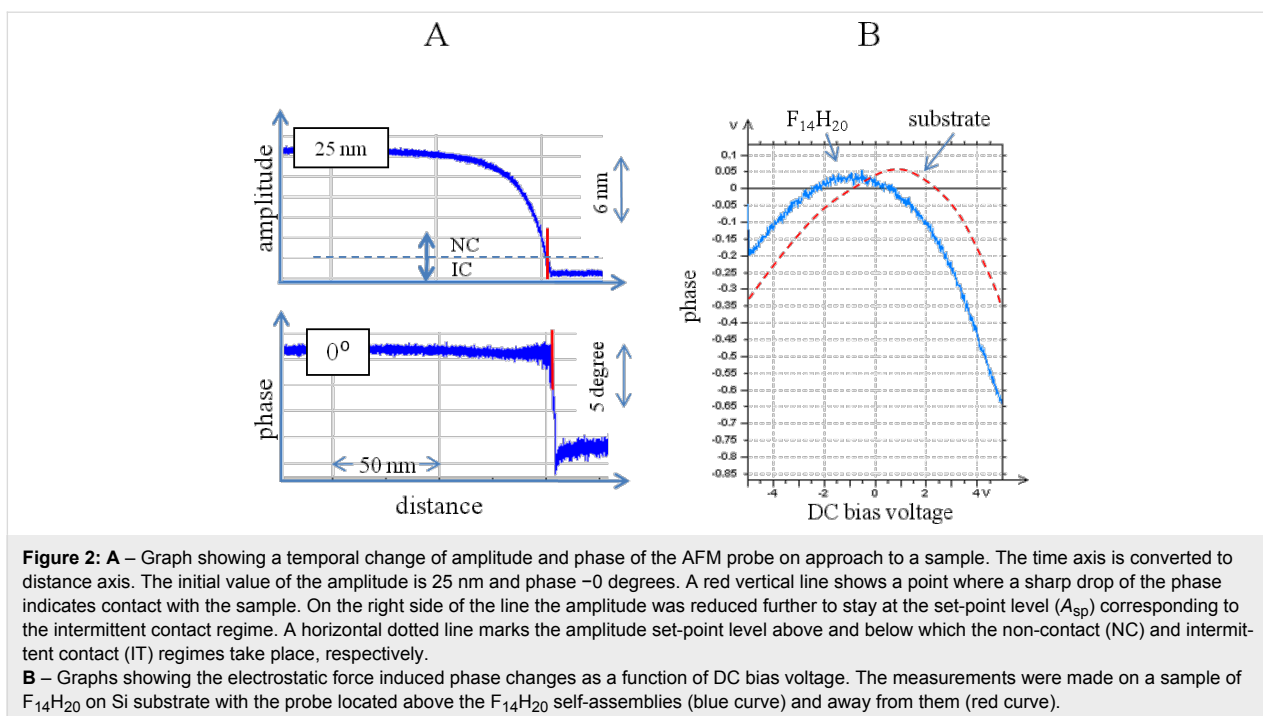 A
B
amplitude
25 nm
6 nm
NC
IC
phase
0°
5 degree
50 nm
distance
F₁₄H₂₀
substrate
V
0.1
0.05
0
-0.05
-0.1
-0.15
-0.2
-0.25
-0.3
-0.35
-0.4
-0.45
-0.5
-0.55
-0.6
-0.65
-0.7
-0.75
-0.8
-0.85
phase
-4 -2 0 2 4V
DC bias voltage
Figure 2: A – Graph showing a temporal change of amplitude and phase of the AFM probe on approach to a sample. The time axis is converted to
distance axis. The initial value of the amplitude is 25 nm and phase −0 degrees. A red vertical line shows a point where a sharp drop of the phase
indicates contact with the sample. On the right side of the line the amplitude was reduced further to stay at the set-point level (Asp) corresponding to
the intermittent contact regime. A horizontal dotted line marks the amplitude set-point level above and below which the non-contact (NC) and intermit-
tent contact (IT) regimes take place, respectively.
B – Graphs showing the electrostatic force induced phase changes as a function of DC bias voltage. The measurements were made on a sample of
F₁₄H₂₀ on Si substrate with the probe located above the F₁₄H₂₀ self-assemblies (blue curve) and away from them (red curve).